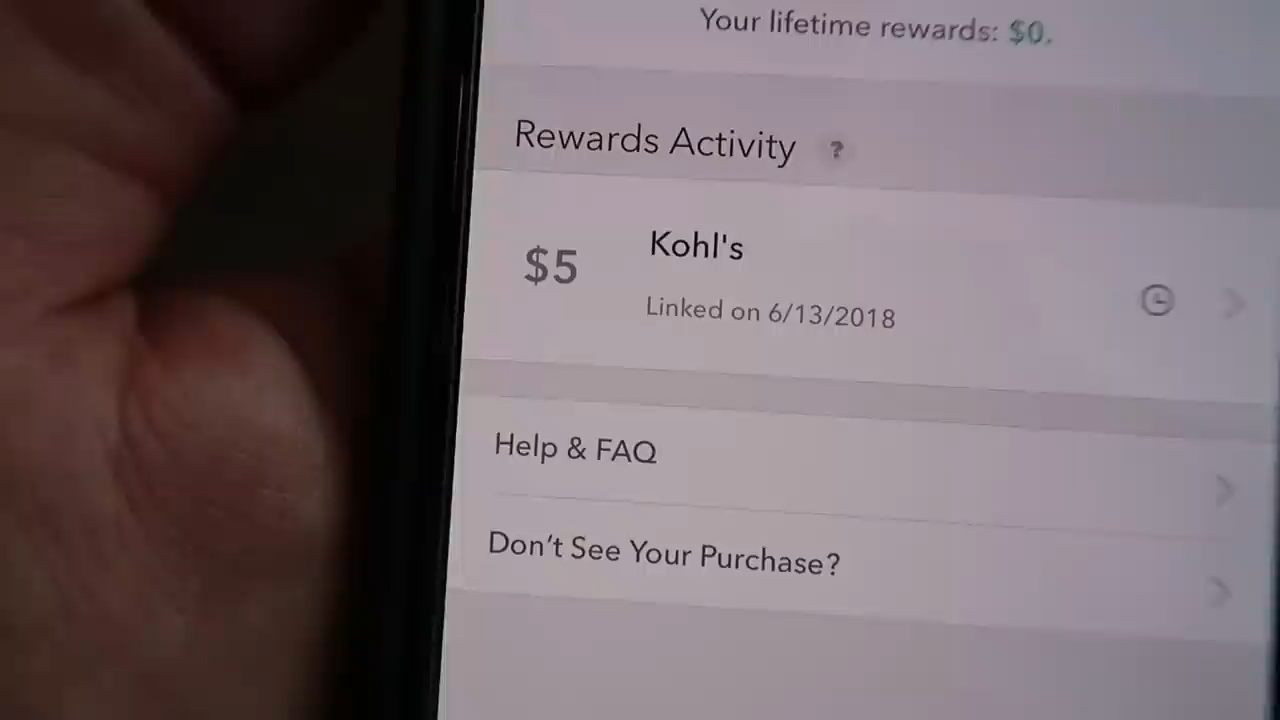 Your lifetime rewards: $0.
Rewards Activity ?
$5
Kohl's
Linked on 6/13/2018
Help & FAQ
Don't See Your Purchase?